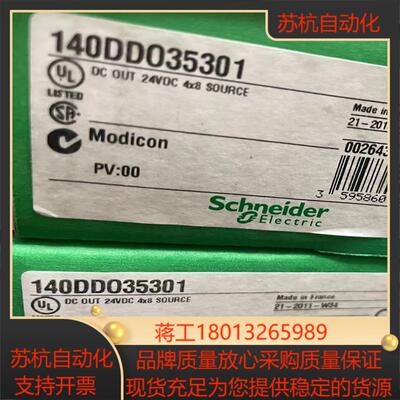 苏杭自动化
140DDO35301
UL
LISTED
DC OUT 24VDC 4x8 SOURCE
SA
Modicon
PV:00
Made in
21-2011
002643
3 595860
Schneider
Electric
140DDO35301
UL
DC OUT 24VDC 4x8 SOURCE
Made in France
21-2011-W34
蒋工18013265989
苏杭自动化
支持开票
品牌质量放心采购质量保证
现货充足为您提供稳定的货源